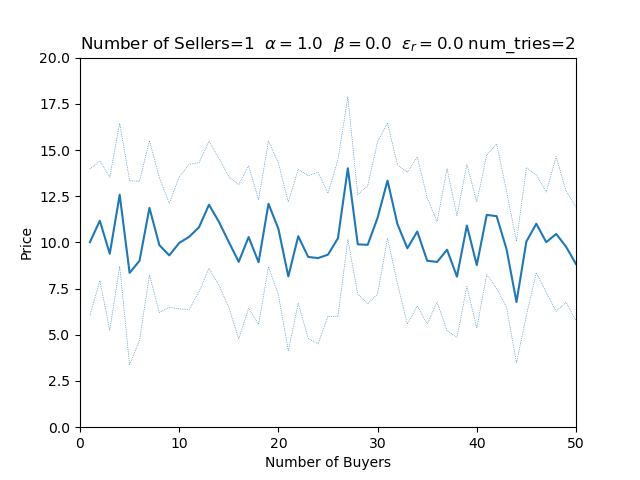 Number of Sellers=1 α = 1.0 β = 0.0 ε_r = 0.0 num_tries=2
20.0
17.5
15.0
12.5
10.0
7.5
5.0
2.5
0.0
Price
0 10 20 30 40 50
Number of Buyers